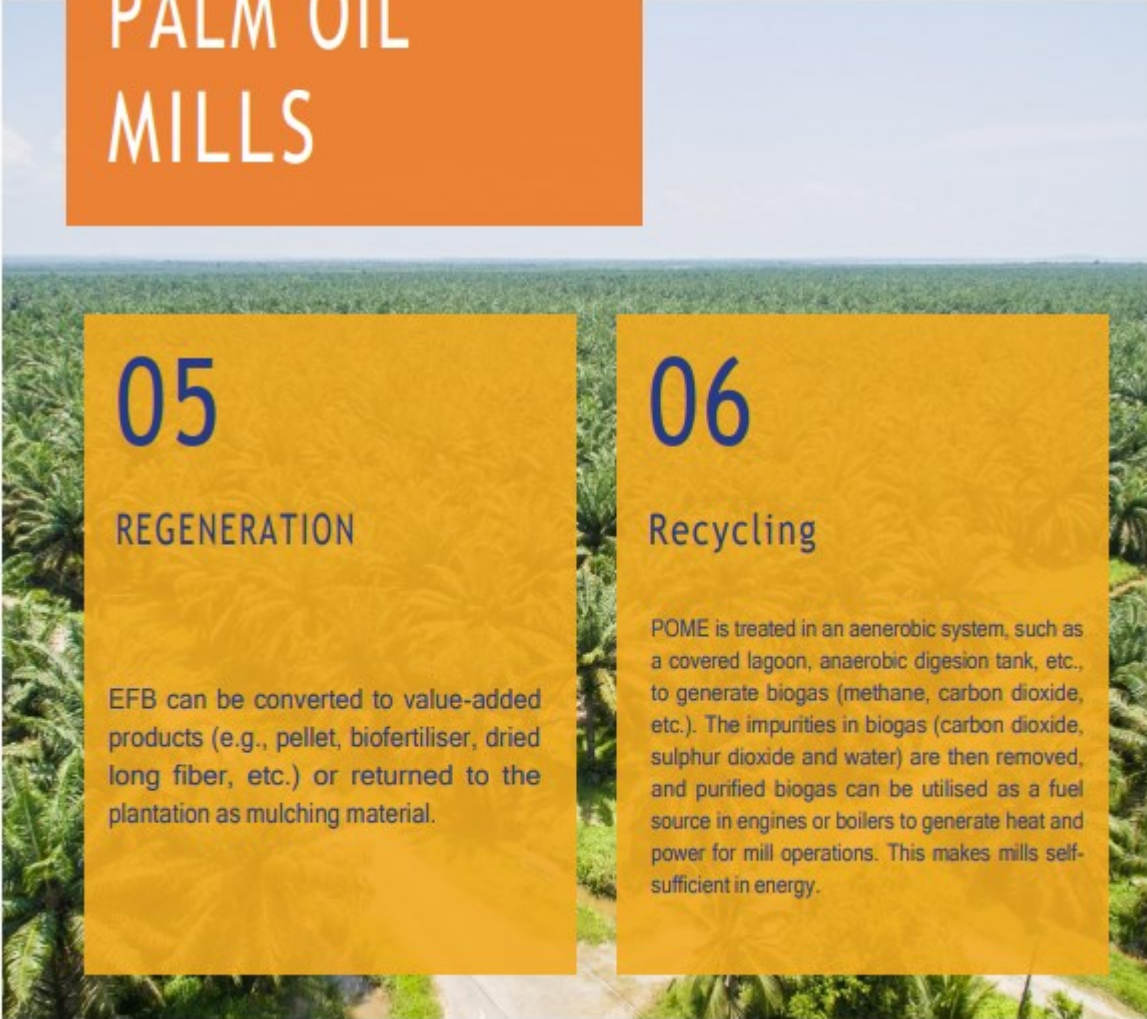 PALM OIL
MILLS
05
REGENERATION
EFB can be converted to value-added
products (e.g., pellet, biofertiliser, dried
long fiber, etc.) or returned to the
plantation as mulching material.
06
Recycling
POME is treated in an aenerobic system, such as
a covered lagoon, anaerobic digesion tank, etc.,
to generate biogas (methane, carbon dioxide,
etc.). The impurities in biogas (carbon dioxide,
sulphur dioxide and water) are then removed,
and purified biogas can be utilised as a fuel
source in engines or boilers to generate heat and
power for mill operations. This makes mills self-
sufficient in energy.